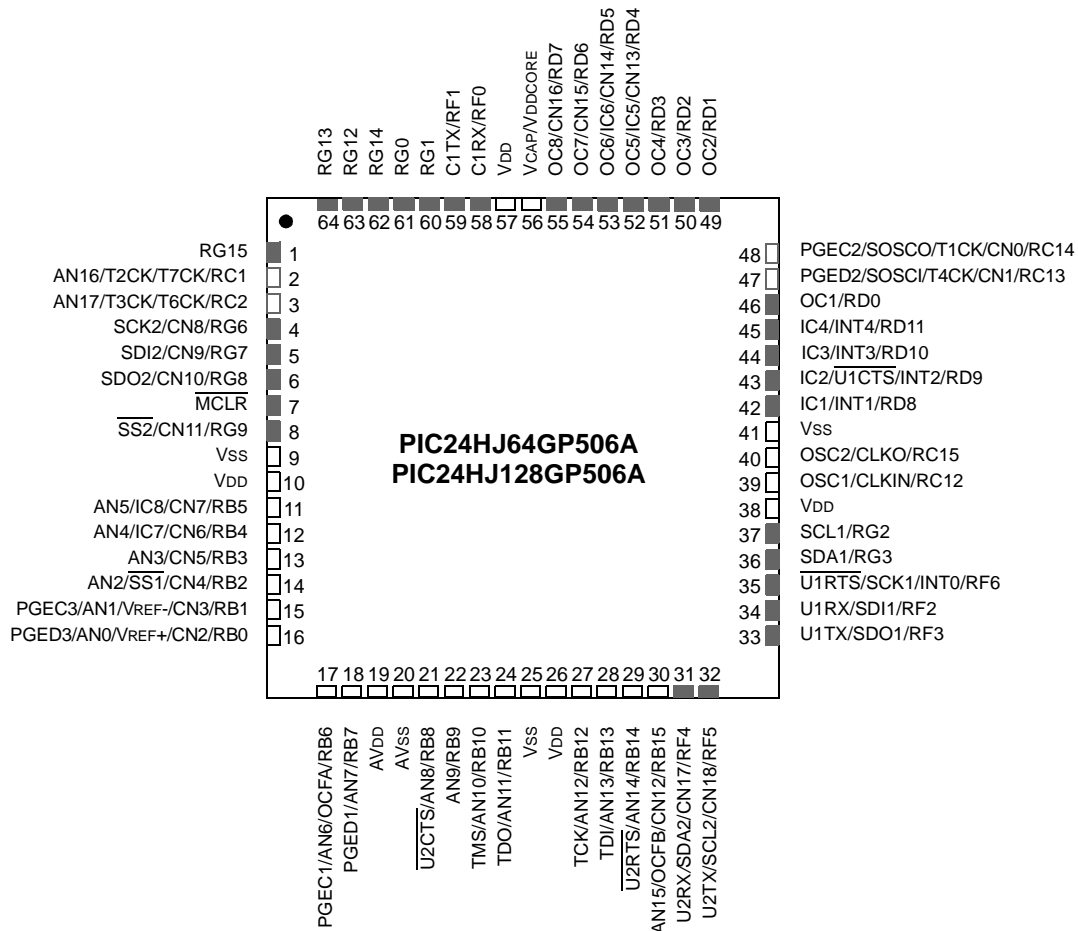 RG13
RG12
RG14
RG0
RG1
C1TX/RF1
C1RX/RF0
VDD
VCAP/VDDCORE
OC8/CN16/RD7
OC7/CN15/RD6
OC6/IC6/CN14/RD5
OC5/IC5/CN13/RD4
OC4/RD3
OC3/RD2
OC2/RD1
64 63 62 61 60 59 58 57 56 55 54 53 52 51 50 49
RG15 1
AN16/T2CK/T7CK/RC1 2
AN17/T3CK/T6CK/RC2 3
SCK2/CN8/RG6 4
SDI2/CN9/RG7 5
SDO2/CN10/RG8 6
MCLR 7
SS2/CN11/RG9 8
VSS 9
VDD 10
AN5/IC8/CN7/RB5 11
AN4/IC7/CN6/RB4 12
AN3/CN5/RB3 13
AN2/SS1/CN4/RB2 14
PGEC3/AN1/VREF-/CN3/RB1 15
PGED3/AN0/VREF+/CN2/RB0 16
PIC24HJ64GP506A
PIC24HJ128GP506A
48 PGEC2/SOSCO/T1CK/CN0/RC14
47 PGED2/SOSCI/T4CK/CN1/RC13
46 OC1/RD0
45 IC4/INT4/RD11
44 IC3/INT3/RD10
43 IC2/U1CTS/INT2/RD9
42 IC1/INT1/RD8
41 VSS
40 OSC2/CLKO/RC15
39 OSC1/CLKIN/RC12
38 VDD
37 SCL1/RG2
36 SDA1/RG3
35 U1RTS/SCK1/INT0/RF6
34 U1RX/SDI1/RF2
33 U1TX/SDO1/RF3
17 18 19 20 21 22 23 24 25 26 27 28 29 30 31 32
PGEC1/AN6/OCFA/RB6
PGED1/AN7/RB7
AVDD
AVSS
U2CTS/AN8/RB8
AN9/RB9
TMS/AN10/RB10
TDO/AN11/RB11
VSS
VDD
TCK/AN12/RB12
TDI/AN13/RB13
U2RTS/AN14/RB14
AN15/OCFB/CN12/RB15
U2RX/SDA2/CN17/RF4
U2TX/SCL2/CN18/RF5